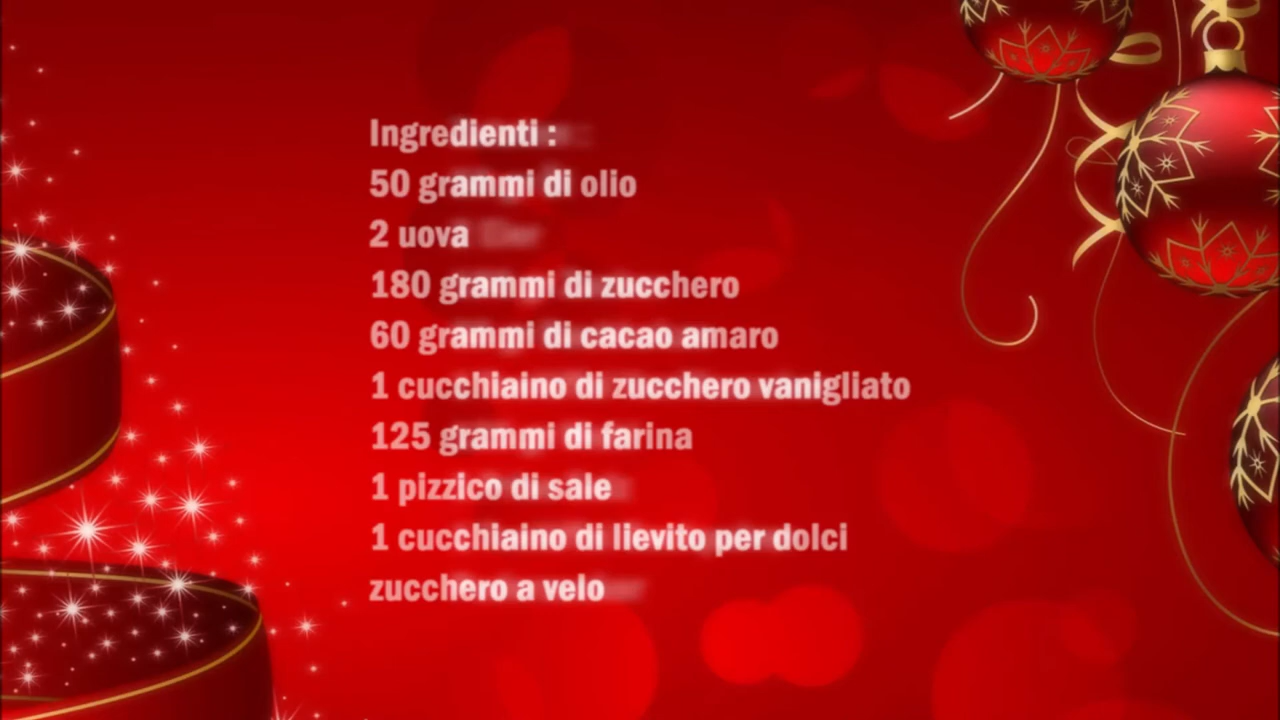 Ingredienti :
50 grammi di olio
2 uova
180 grammi di zucchero
60 grammi di cacao amaro
1 cucchiaino di zucchero vanigliato
125 grammi di farina
1 pizzico di sale
1 cucchiaino di lievito per dolci
zucchero a velo